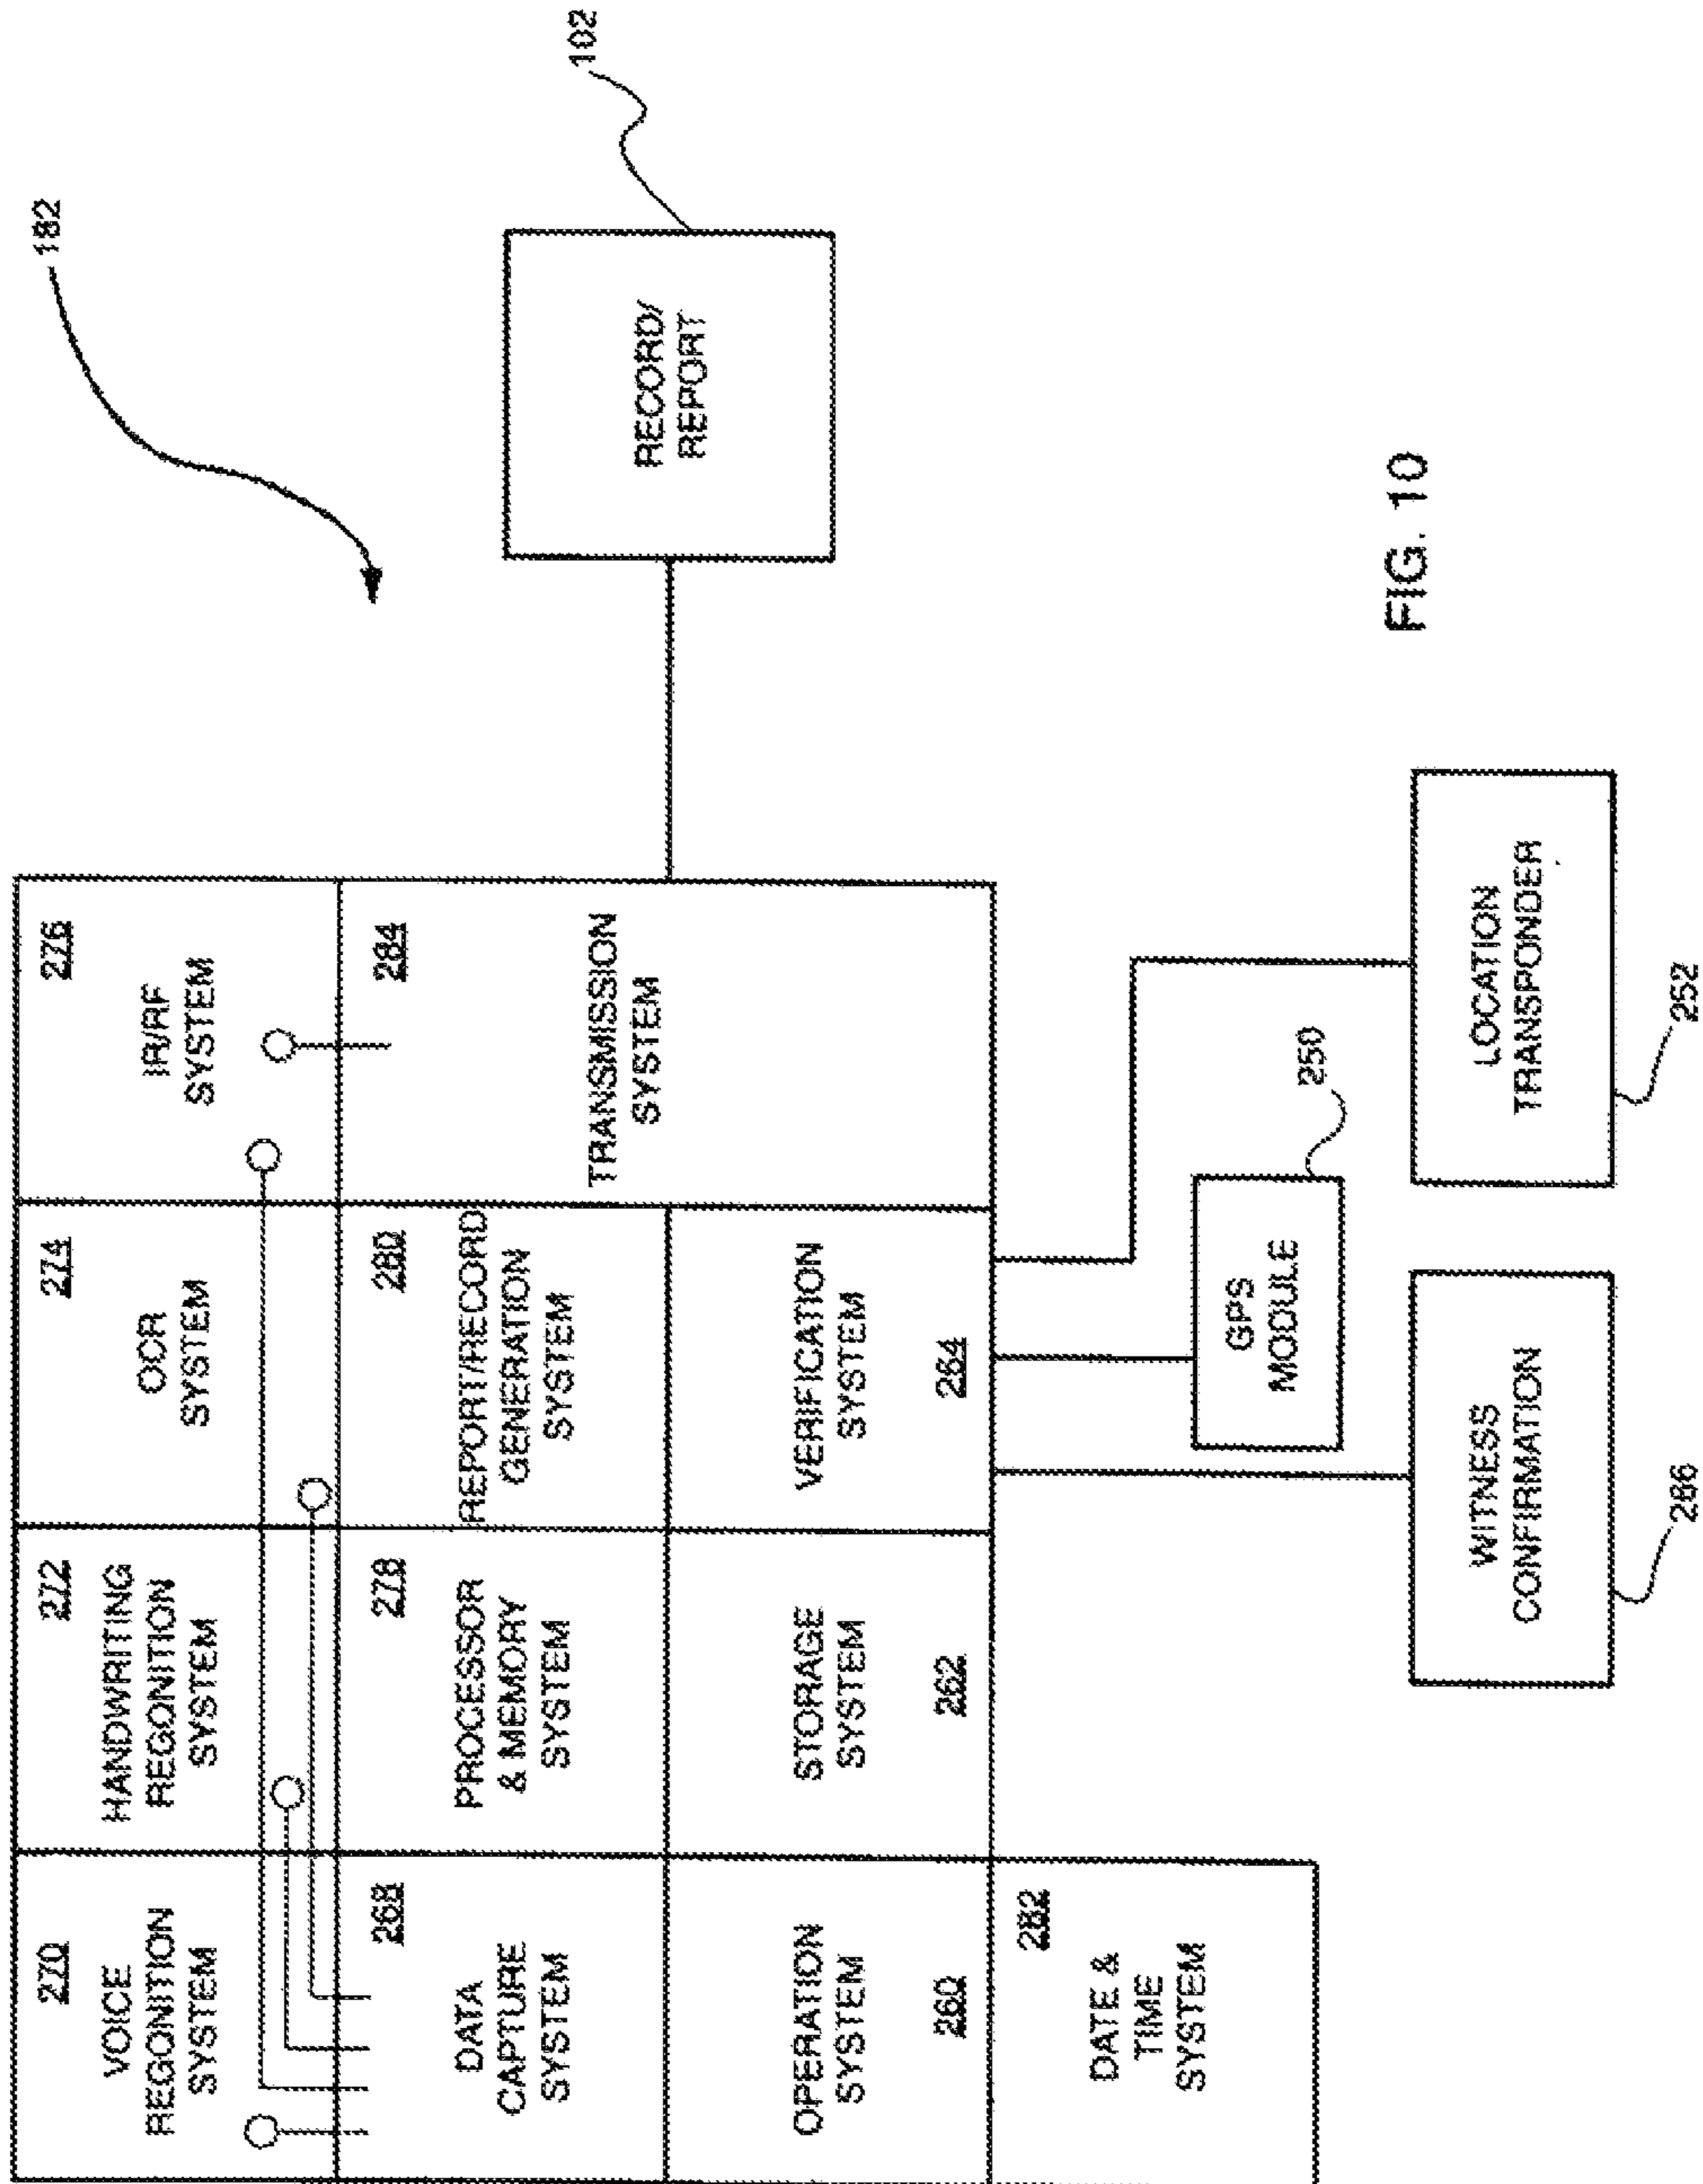 182
270
VOICE
REGONITION
SYSTEM
272
HANDWRITING
REGONITION
SYSTEM
274
OCR
SYSTEM
276
IR/RF
SYSTEM
268
DATA
CAPTURE
SYSTEM
278
PROCESSOR
& MEMORY
SYSTEM
280
REPORT/RECORD
GENERATION
SYSTEM
284
TRANSMISSION
SYSTEM
RECORD/
REPORT
102
OPERATION
SYSTEM
260
STORAGE
SYSTEM
262
VERIFICATION
SYSTEM
264
282
DATE &
TIME
SYSTEM
GPS
MODULE
250
WITNESS
CONFIRMATION
286
LOCATION
TRANSPONDER
252
FIG. 10